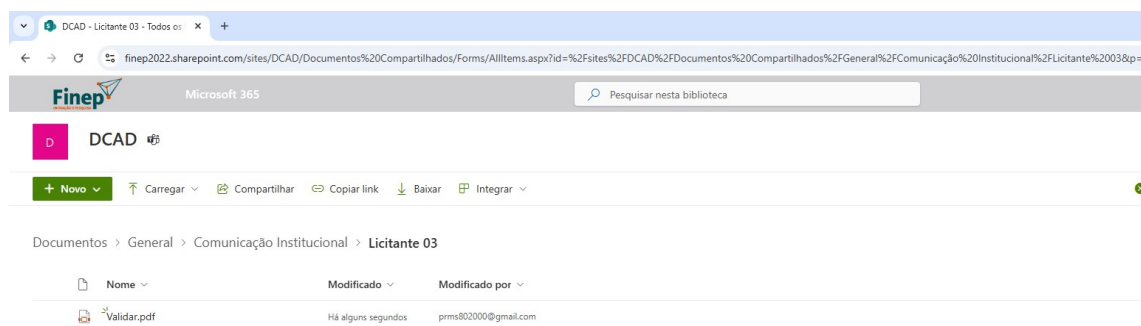 DCAD - Licitante 03 - Todos os
finep2022.sharepoint.com/sites/DCAD/Documentos%20Compartilhados/Forms/AllItems.aspx?id=%2Fsites%2FDCAD%2FDocumentos%20Compartilhados%2FGeneral%2FComunicação%20Institucional%2FLicitante%2003&p=
Finep Microsoft 365 Pesquisar nesta biblioteca
D DCAD
+ Novo Carregar Compartilhar Copiar link Baixar Integrar
Documentos > General > Comunicação Institucional > Licitante 03
Nome Modificado Modificado por
Validar.pdf Há alguns segundos prms802000@gmail.com